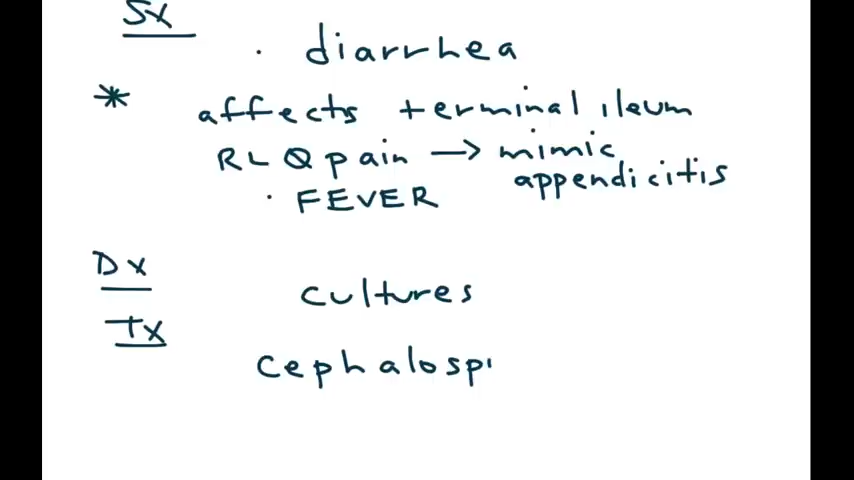 Sx
· diarrhea
* affects terminal ileum
RLQ pain → mimic
appendicitis
· FEVER
Dx
cultures
Tx
cephalosp